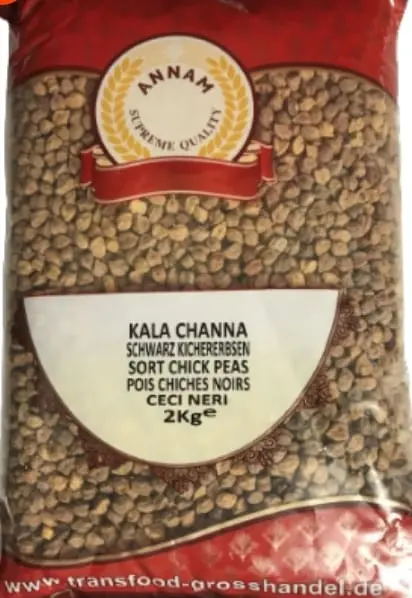 ANNAM
SUPREME QUALITY
KALA CHANNA
SCHWARZ KICHERERBSEN
SORT CHICK PEAS
POIS CHICHES NOIRS
CECI NERI
2Kg℮
www.transfood-grosshandel.de